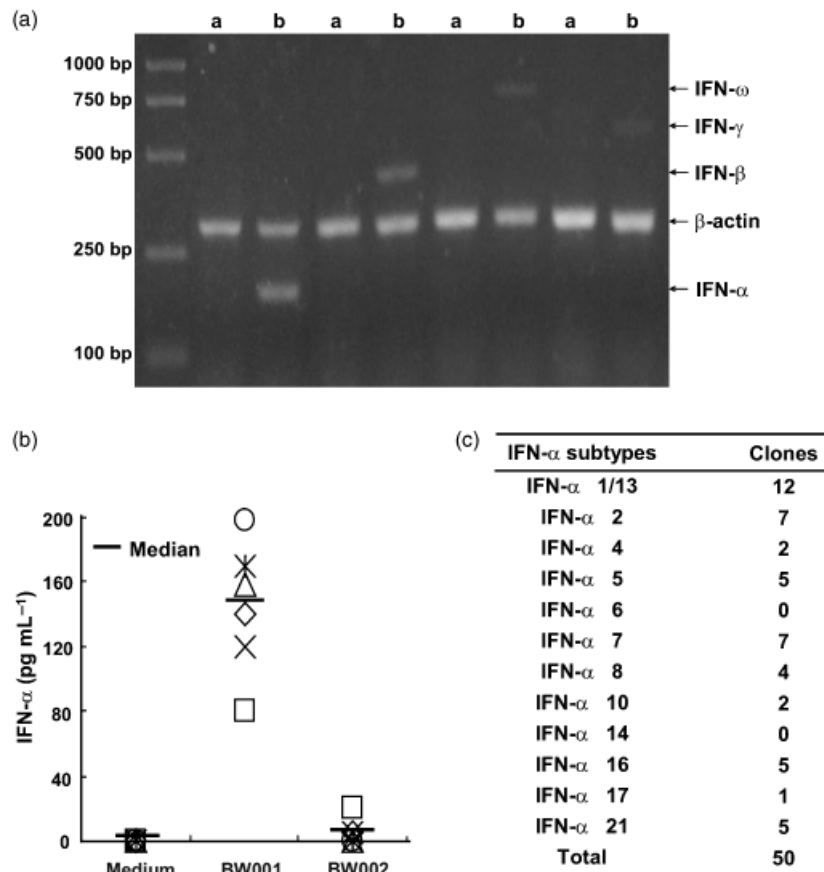 (a)
a b a b a b a b
1000 bp
750 bp
500 bp
250 bp
100 bp
IFN-ω
IFN-γ
IFN-β
β-actin
IFN-α
(b)
200
160
120
80
40
0
IFN-α (pg mL⁻¹)
Median
Medium BW001 BW002
(c)
IFN-α subtypes Clones
IFN-α 1/13 12
IFN-α 2 7
IFN-α 4 2
IFN-α 5 5
IFN-α 6 0
IFN-α 7 7
IFN-α 8 4
IFN-α 10 2
IFN-α 14 0
IFN-α 16 5
IFN-α 17 1
IFN-α 21 5
Total 50